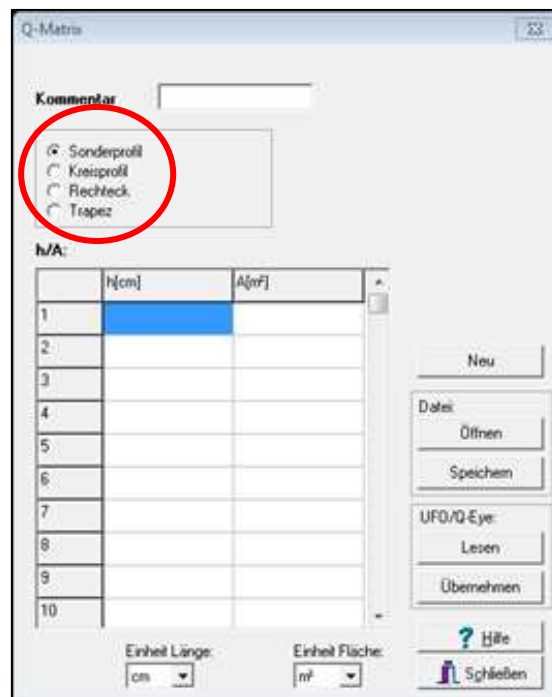 Q-Matrix
Kommentar
Sonderprofil
Kreisprofil
Rechteck
Trapez
h/A:
h[cm] A[m²]
1
2
3
4
5
6
7
8
9
10
Neu
Datei:
Öffnen
Speichern
UFO/Q-Eye:
Lesen
Übernehmen
? Hilfe
Schließen
Einheit Länge: Einheit Fläche:
cm m²